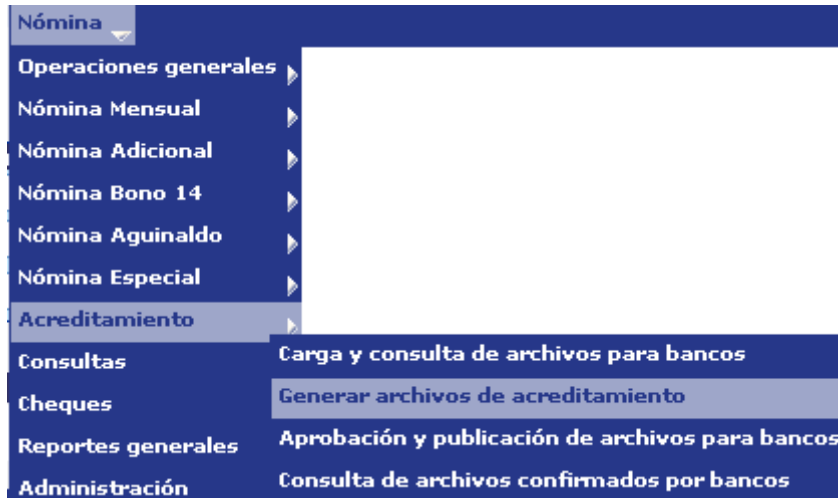 Nómina
Operaciones generales
Nómina Mensual
Nómina Adicional
Nómina Bono 14
Nómina Aguinaldo
Nómina Especial
Acreditamiento
Consultas
Cheques
Reportes generales
Administración
Carga y consulta de archivos para bancos
Generar archivos de acreditamiento
Aprobación y publicación de archivos para bancos
Consulta de archivos confirmados por bancos